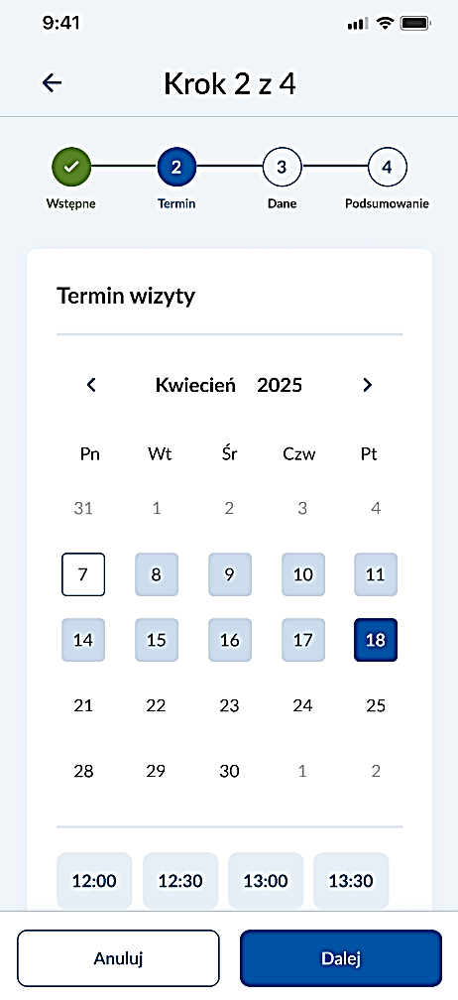 9:41
Krok 2 z 4
2 3 4
Wstępne Termin Dane Podsumowanie
Termin wizyty
Kwiecień 2025
Pn Wt Śr Czw Pt
31 1 2 3 4
7 8 9 10 11
14 15 16 17 18
21 22 23 24 25
28 29 30 1 2
12:00 12:30 13:00 13:30
Anuluj Dalej